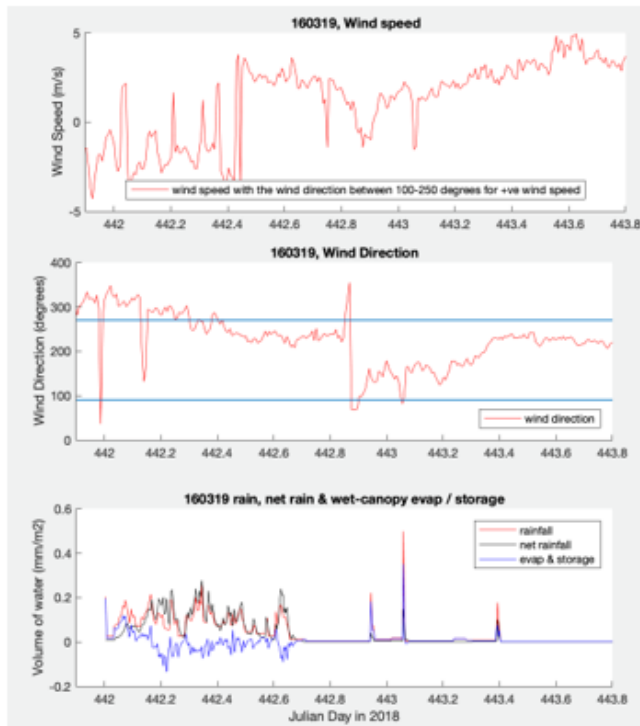 160319, Wind speed
Wind Speed (m/s)
5
0
-5
wind speed with the wind direction between 100-250 degrees for +ve wind speed
442 442.2 442.4 442.6 442.8 443 443.2 443.4 443.6 443.8
160319, Wind Direction
Wind Direction (degrees)
400
300
200
100
0
wind direction
442 442.2 442.4 442.6 442.8 443 443.2 443.4 443.6 443.8
160319 rain, net rain & wet-canopy evap / storage
Volume of water (mm/m2)
0.6
0.4
0.2
0
-0.2
rainfall
net rainfall
evap & storage
442 442.2 442.4 442.6 442.8 443 443.2 443.4 443.6 443.8
Julian Day in 2018